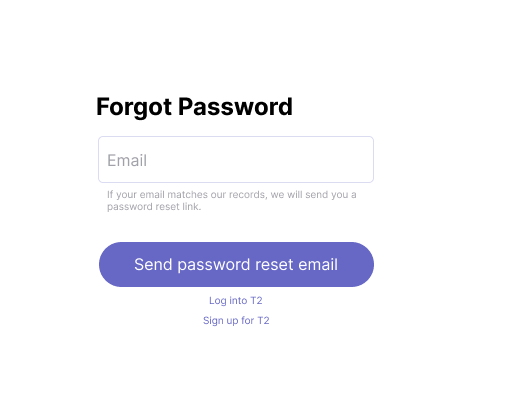 Forgot Password
Email
If your email matches our records, we will send you a
password reset link.
Send password reset email
Log into T2
Sign up for T2